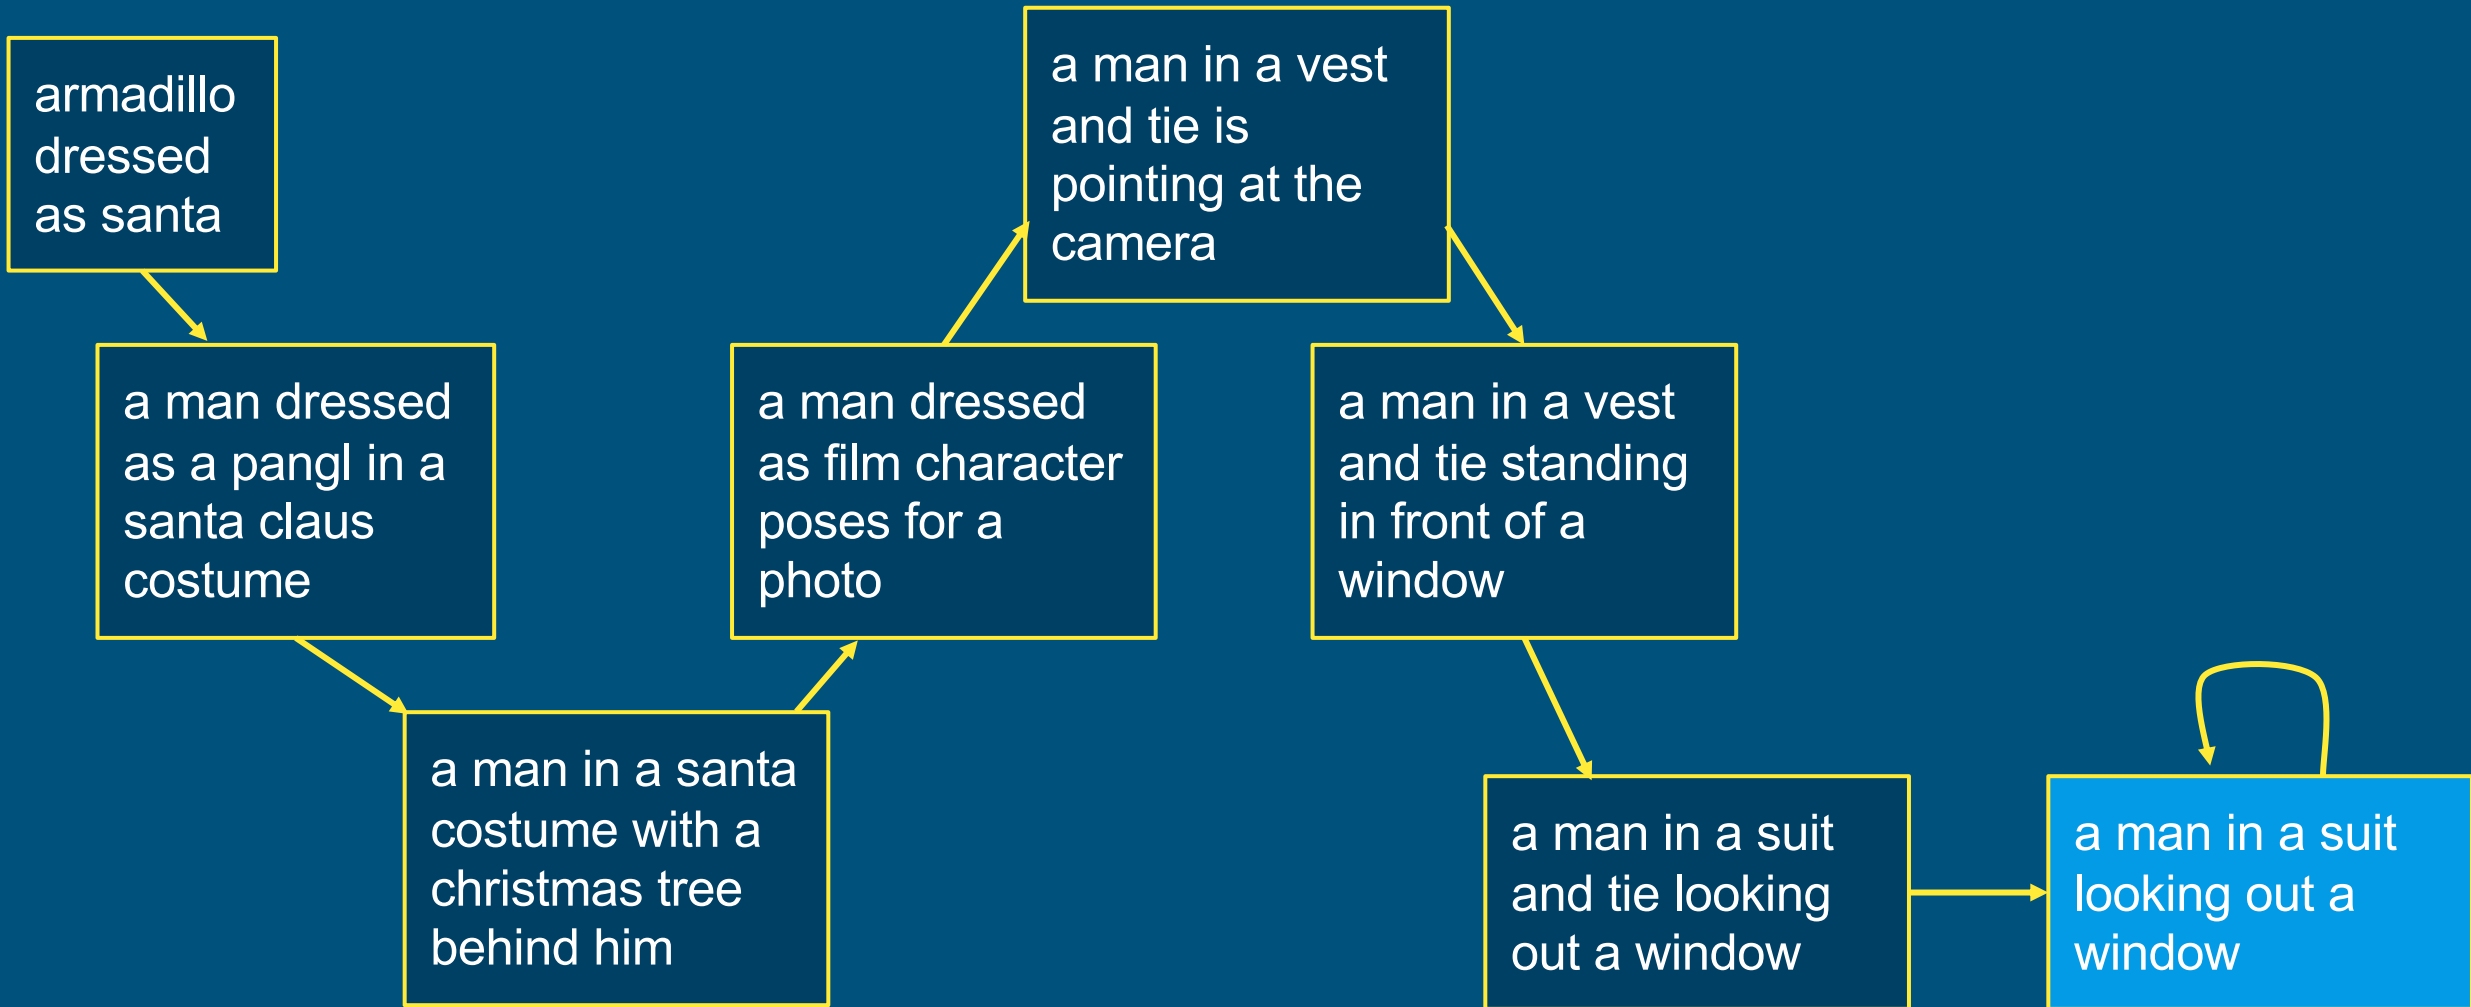 armadillo
dressed
as santa
a man dressed
as a pangl in a
santa claus
costume
a man in a santa
costume with a
christmas tree
behind him
a man dressed
as film character
poses for a
photo
a man in a vest
and tie is
pointing at the
camera
a man in a vest
and tie standing
in front of a
window
a man in a suit
and tie looking
out a window
a man in a suit
looking out a
window